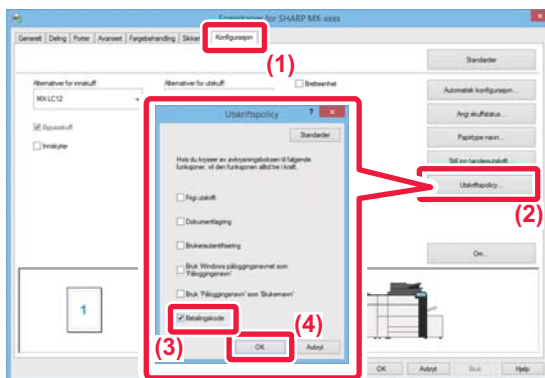 Egenskaper for SHARP MX-xxxx
Generelt Deling Porter Avansert Fargebehandling Sikkerhet Konfigurasjon
(1)
Standarder
Alternativer for innskuff: Alternativer for utskuff: Bretteenhet
MX-LC12
Automatisk konfigurasjon...
Bypasskuff
Angi skuffstatus...
Innskyter
Papirtype navn...
Still inn tandemutskrift...
Utskriftspolicy...
(2)
Om...
Utskriftspolicy ?
Standarder
Hvis du krysser av avkrysningsboksen til følgende
funksjoner, vil den funksjonen alltid tre i kraft.
Frigi utskrift
Dokumentlagring
Brukerautentifisering
Bruk Windows påloggingsnavnet som
'Påloggingsnavn'
Bruk 'Påloggingsnavn' som 'Brukernavn'
Betalingskode
(3)
(4)
OK Avbryt
1
OK Avbryt Bruk Hjelp